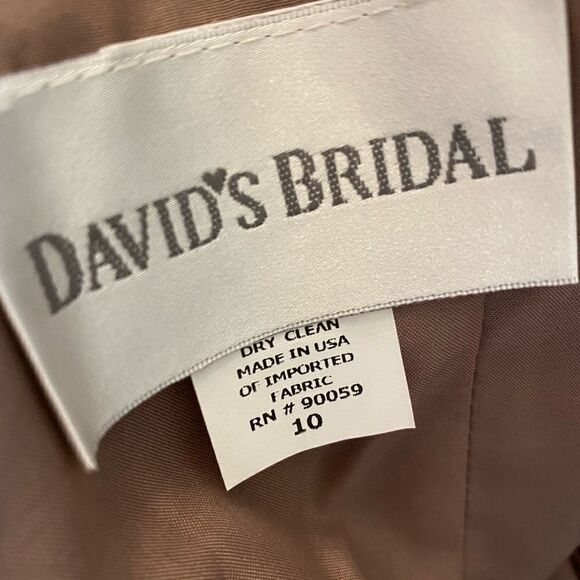 DAVID'S BRIDAL
DRY CLEAN
MADE IN USA
OF IMPORTED
FABRIC
RN # 90059
10